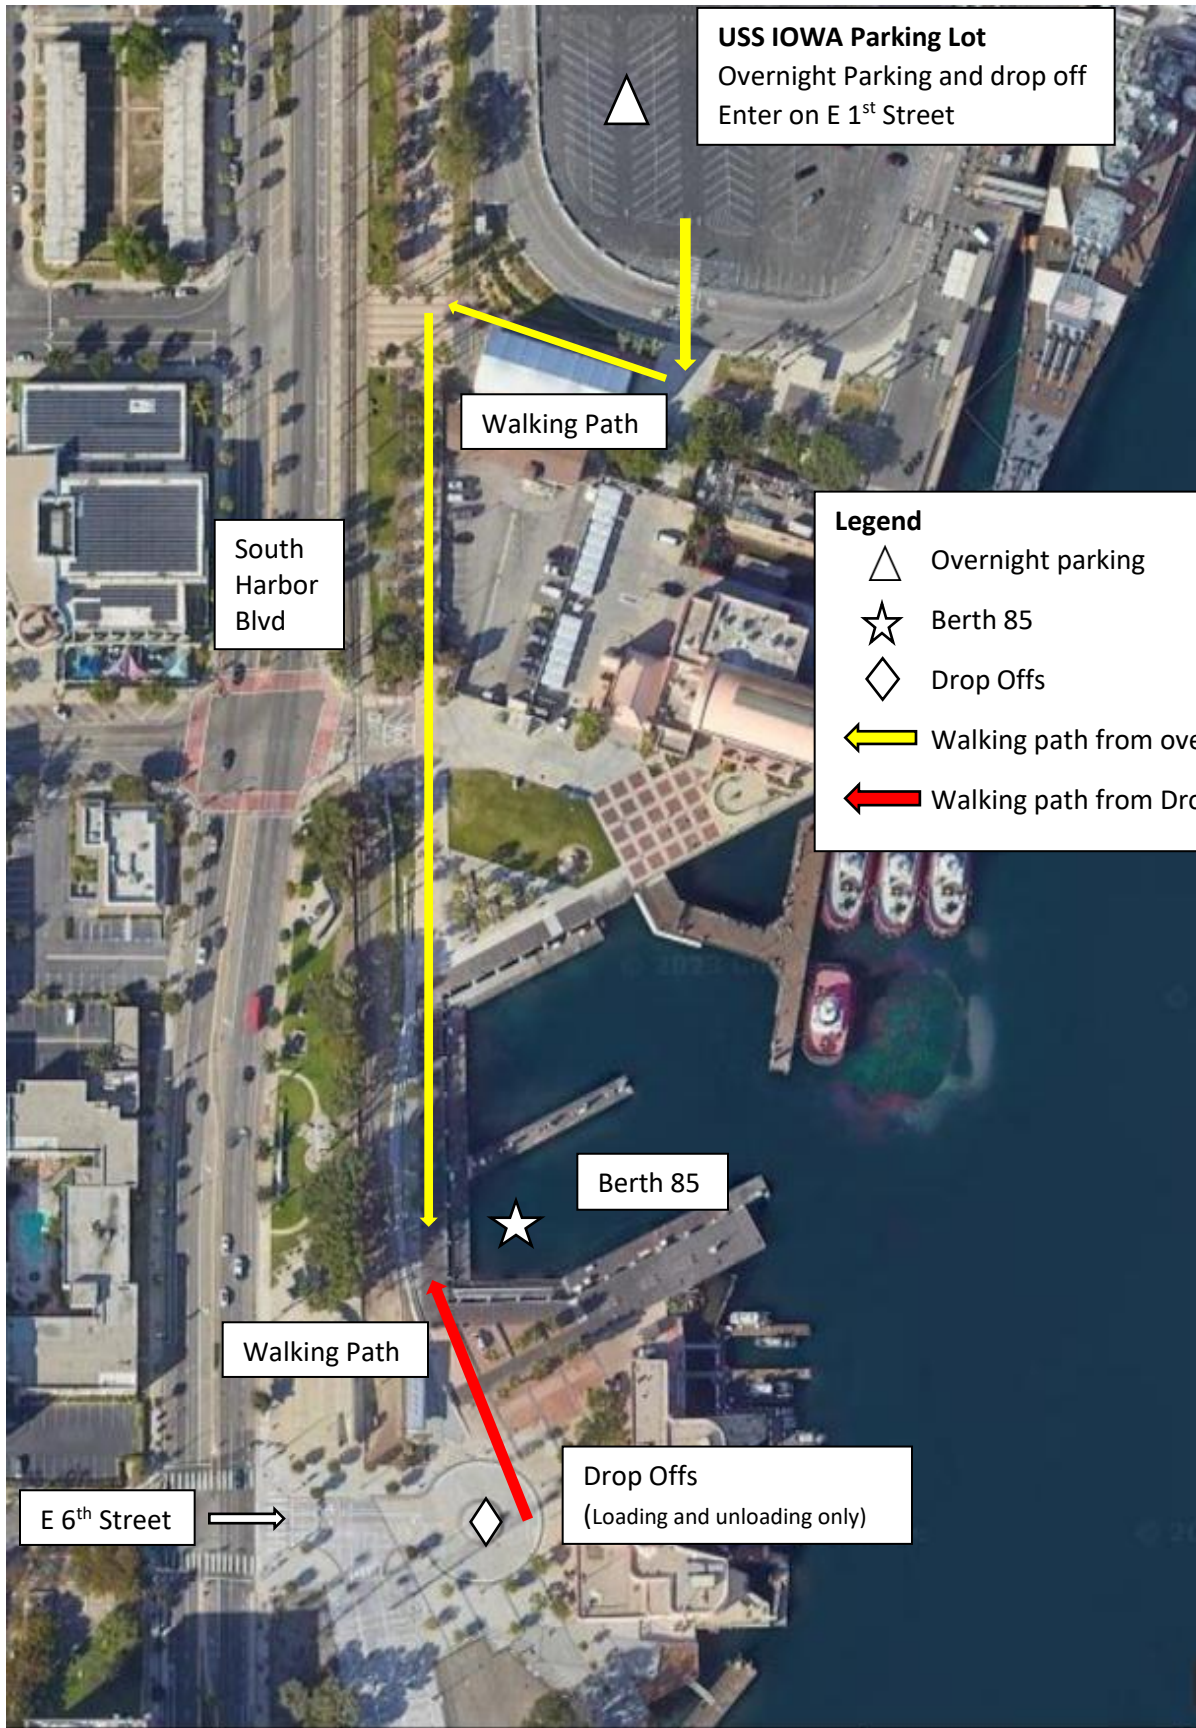 USS IOWA Parking Lot
Overnight Parking and drop off
Enter on E 1st Street
Walking Path
South
Harbor
Blvd
Legend
Overnight parking
Berth 85
Drop Offs
Walking path from
Walking path from
Berth 85
Walking Path
Drop Offs
(Loading and unloading only)
E 6th Street